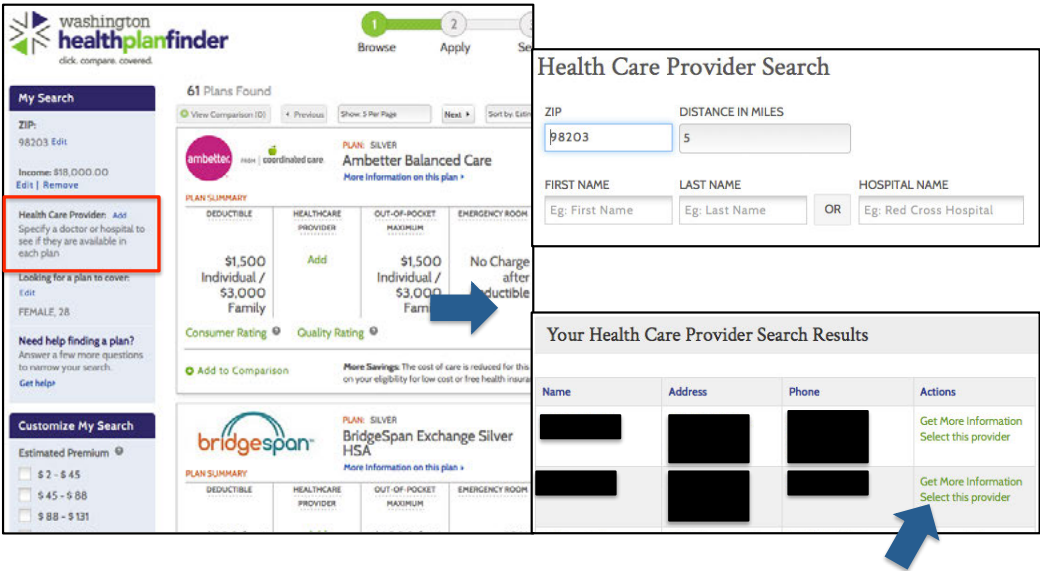 washington
healthplanfinder
click. compare. covered.
1
2
Browse
Apply
My Search
ZIP:
98203 Edit
Income: $18,000.00
Edit | Remove
Health Care Provider: Add
Specify a doctor or hospital to
see if they are available in
each plan
Looking for a plan to cover:
Edit
FEMALE, 28
Need help finding a plan?
Answer a few more questions
to narrow your search.
Get help
Customize My Search
Estimated Premium
$ 2 - $ 45
$ 45 - $ 88
$ 88 - $ 131
61 Plans Found
View Comparison (0)
Previous
Show: 5 Per Page
Next
Sort by:
ambetter.
FROM
coordinated care
PLAN: SILVER
Ambetter Balanced Care
More Information on this plan
PLAN SUMMARY
DEDUCTIBLE
HEALTHCARE
PROVIDER
OUT-OF-POCKET
MAXIMUM
EMERGENCY ROOM
$1,500
Individual /
$3,000
Family
Add
$1,500
Individual /
$3,000
No Charge
after
Consumer Rating
Quality Rating
Add to Comparison
More Savings: The cost of care is reduced for this
on your eligibility for low cost or free health
bridgespan
PLAN: SILVER
BridgeSpan Exchange Silver
HSA
More Information on this plan
PLAN SUMMARY
DEDUCTIBLE
HEALTHCARE
PROVIDER
OUT-OF-POCKET
MAXIMUM
EMERGENCY ROOM
Health Care Provider Search
ZIP
DISTANCE IN MILES
98203
5
FIRST NAME
LAST NAME
HOSPITAL NAME
Eg: First Name
Eg: Last Name
OR
Eg: Red Cross Hospital
Your Health Care Provider Search Results
Name
Address
Phone
Actions
Get More Information
Select this provider
Get More Information
Select this provider